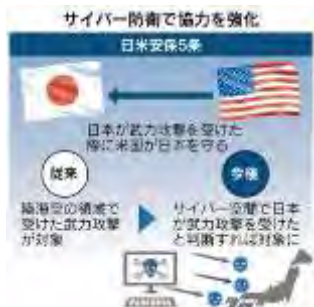 サイバー防衛で協力を強化
日米安保5条
日本が武力攻撃を受けた
際に米国が日本を守る
従来
今後
陸海空の領域で
受けた武力攻撃
が対象
サイバー空間で日本
が武力攻撃を受けた
と判断すれば対象に